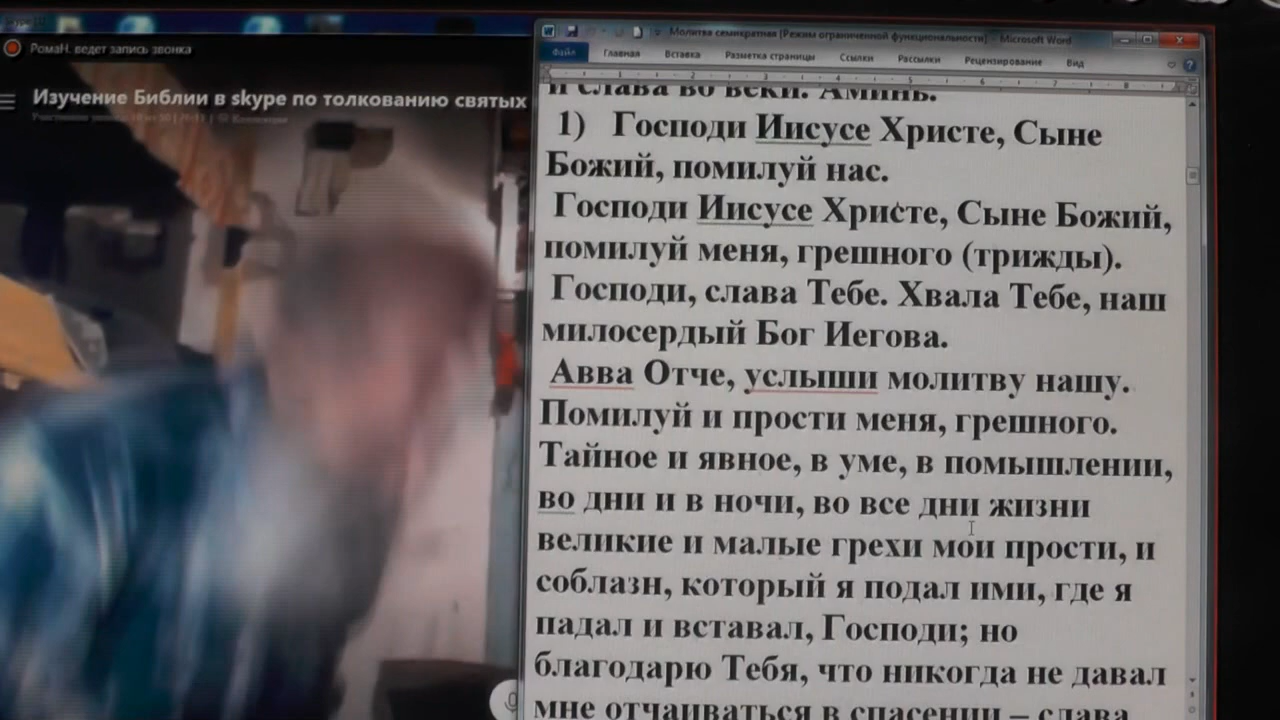 РомаН. ведет запись звонка
Изучение Библии в skype по толкованию святых
Молитва семикратная [Режим ограниченной функциональности] - Microsoft Word
Файл Главная Вставка Разметка страницы Ссылки Рассылки Рецензирование Вид
и слава во веки. Аминь.
1) Господи Иисусе Христе, Сыне
Божий, помилуй нас.
Господи Иисусе Христе, Сыне Божий,
помилуй меня, грешного (трижды).
Господи, слава Тебе. Хвала Тебе, наш
милосердый Бог Иегова.
Авва Отче, услыши молитву нашу.
Помилуй и прости меня, грешного.
Тайное и явное, в уме, в помышлении,
во дни и в ночи, во все дни жизни
великие и малые грехи мои прости, и
соблазн, который я подал ими, где я
падал и вставал, Господи; но
благодарю Тебя, что никогда не давал
мне отчаиваться в спасении – слава